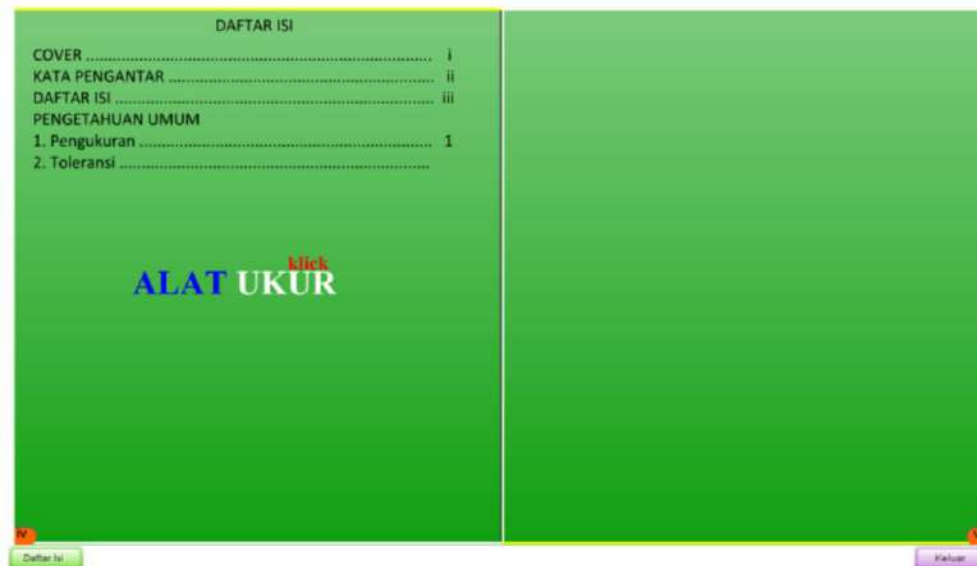 DAFTAR ISI
COVER ........................................................................ i
KATA PENGANTAR ........................................................ ii
DAFTAR ISI ................................................................... iii
PENGETAHUAN UMUM
1. Pengukuran .............................................................. 1
2. Toleransi ..................................................................
klick
ALAT UKUR
IV
V
Daftar Isi
Keluar